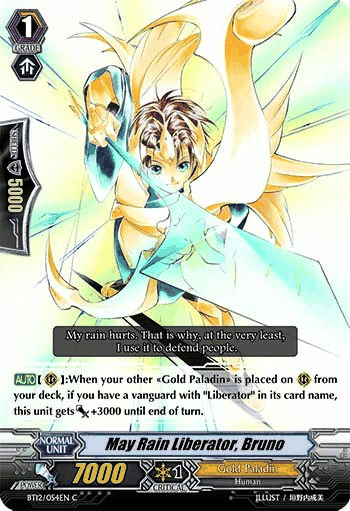 1
GRADE
SHIELD
5000
My rain hurts. That is why, at the very least,
I use it to defend people.
AUTO [ ]:When your other «Gold Paladin» is placed on from
your deck, if you have a vanguard with "Liberator" in its card name,
this unit gets +3000 until end of turn.
NORMAL
UNIT
May Rain Liberator, Bruno
POWER
7000
1
CRITICAL
Gold Paladin
Human
BT12/054EN C
ILLUST / 垣野内成美